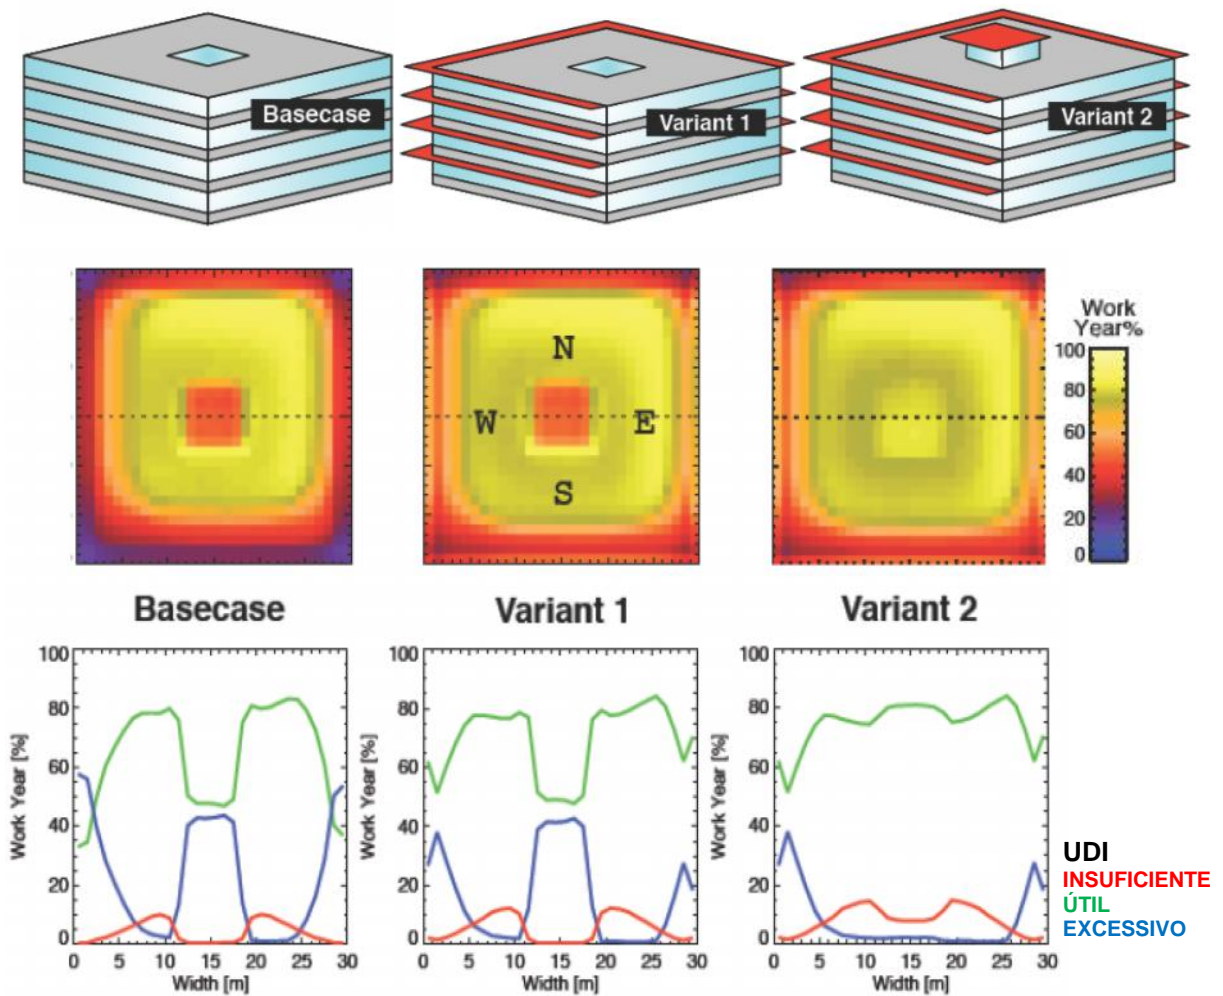 Basecase
Variant 1
Variant 2
N
W E
S
Work
Year%
100
80
60
40
20
0
Basecase
Variant 1
Variant 2
100
80
60
40
20
0
Work Year [%]
0 5 10 15 20 25 30
Width [m]
100
80
60
40
20
0
Work Year [%]
0 5 10 15 20 25 30
Width [m]
100
80
60
40
20
0
Work Year [%]
0 5 10 15 20 25 30
Width [m]
UDI
INSUFICIENTE
ÚTIL
EXCESSIVO